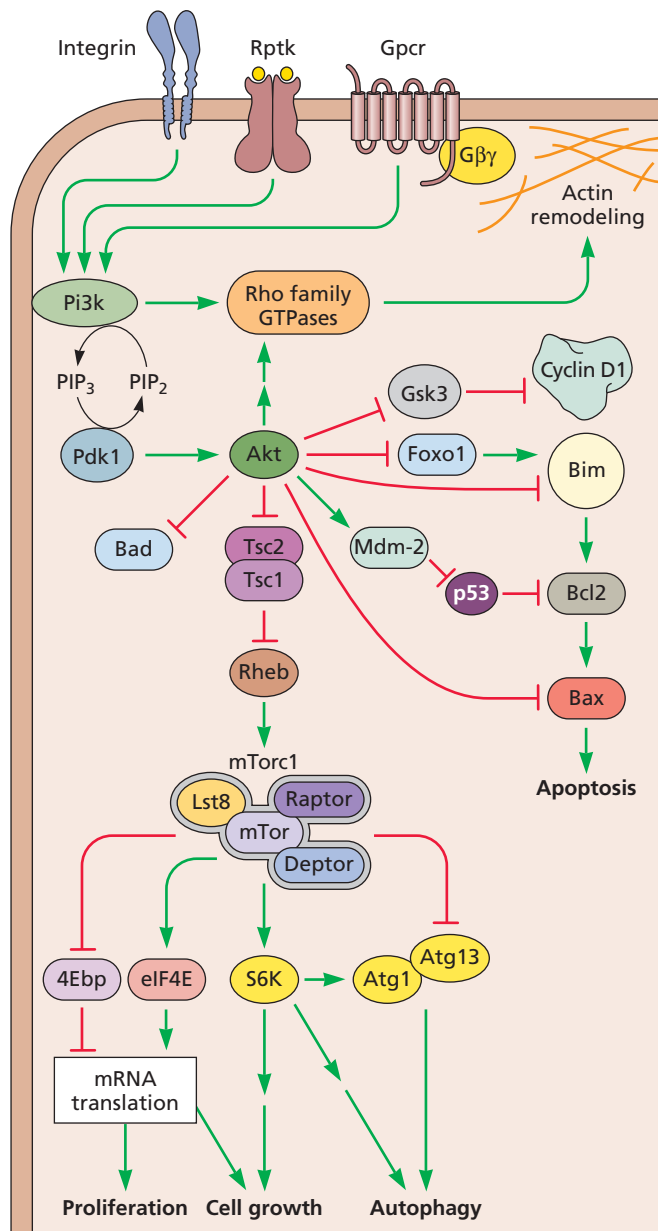 Integrin
Rptk
Gpcr
Gβγ
Actin
remodeling
Pi3k
Rho family
GTPases
PIP3
PIP2
Gsk3
Cyclin D1
Pdk1
Akt
Foxo1
Bim
Bad
Tsc2
Tsc1
Mdm-2
p53
Bcl2
Rheb
Bax
mTorc1
Apoptosis
Lst8
Raptor
mTor
Deptor
4Ebp
eIF4E
S6K
Atg1
Atg13
mRNA
translation
Proliferation
Cell growth
Autophagy